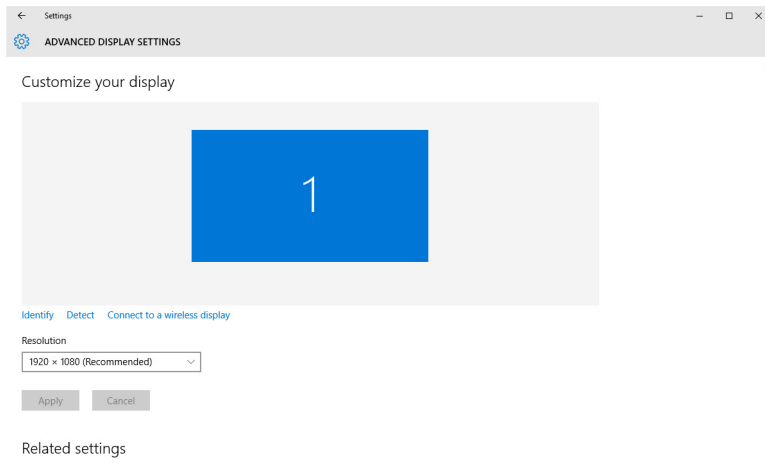 Settings
ADVANCED DISPLAY SETTINGS
Customize your display
1
Identify Detect Connect to a wireless display
Resolution
1920 × 1080 (Recommended)
Apply Cancel
Related settings